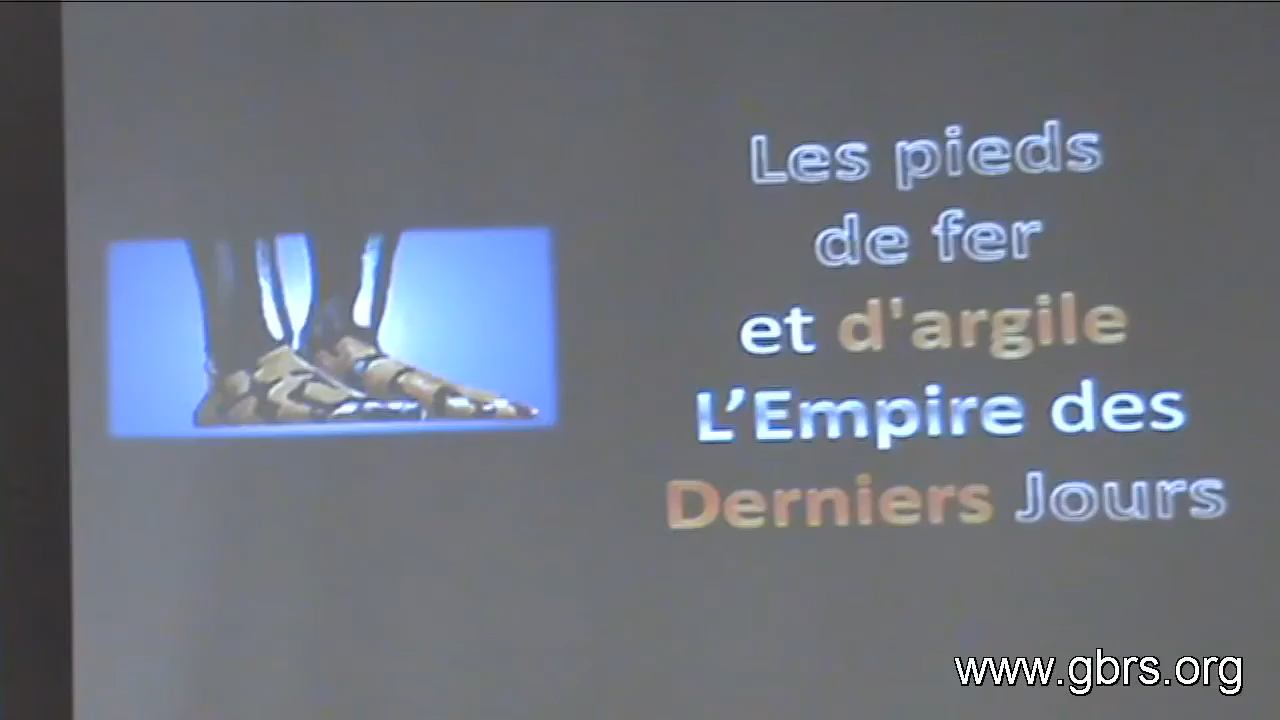 Les pieds
de fer
et d'argile
L’Empire des
Derniers Jours
www.gbrs.org